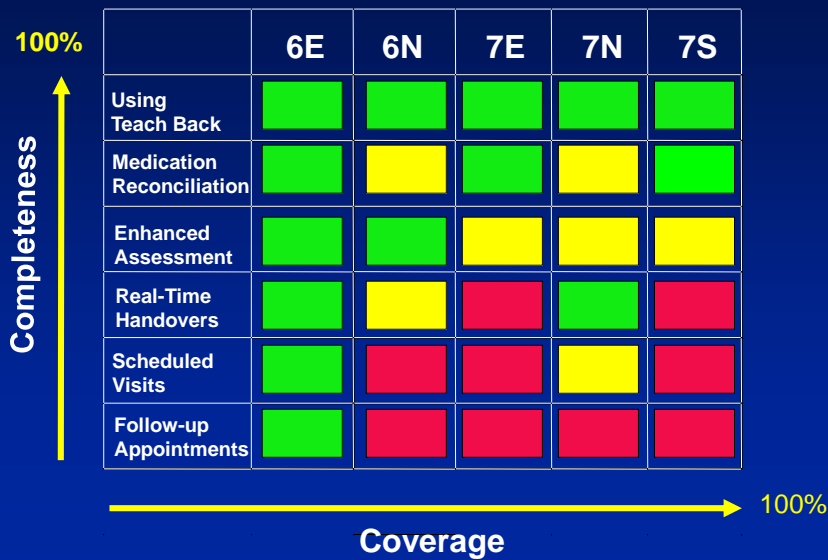 100%
6E 6N 7E 7N 7S
Using
Teach Back
Medication
Reconciliation
Enhanced
Assessment
Real-Time
Handovers
Scheduled
Visits
Follow-up
Appointments
Completeness
100%
Coverage